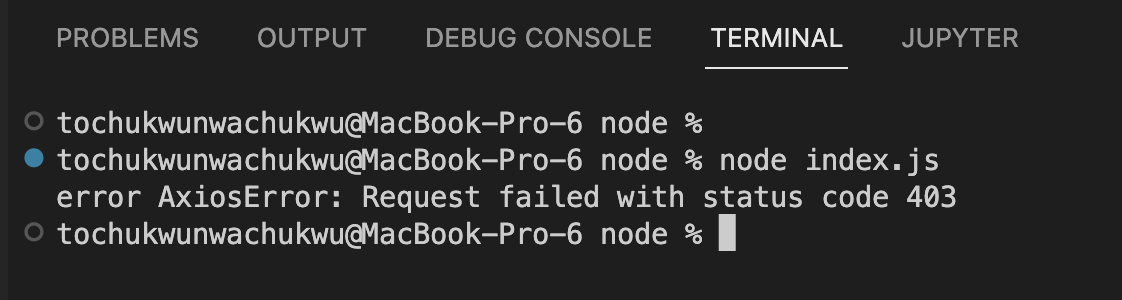 PROBLEMS OUTPUT DEBUG CONSOLE TERMINAL JUPYTER
tochukwunwachukwu@MacBook-Pro-6 node %
tochukwunwachukwu@MacBook-Pro-6 node % node index.js
error AxiosError: Request failed with status code 403
tochukwunwachukwu@MacBook-Pro-6 node %